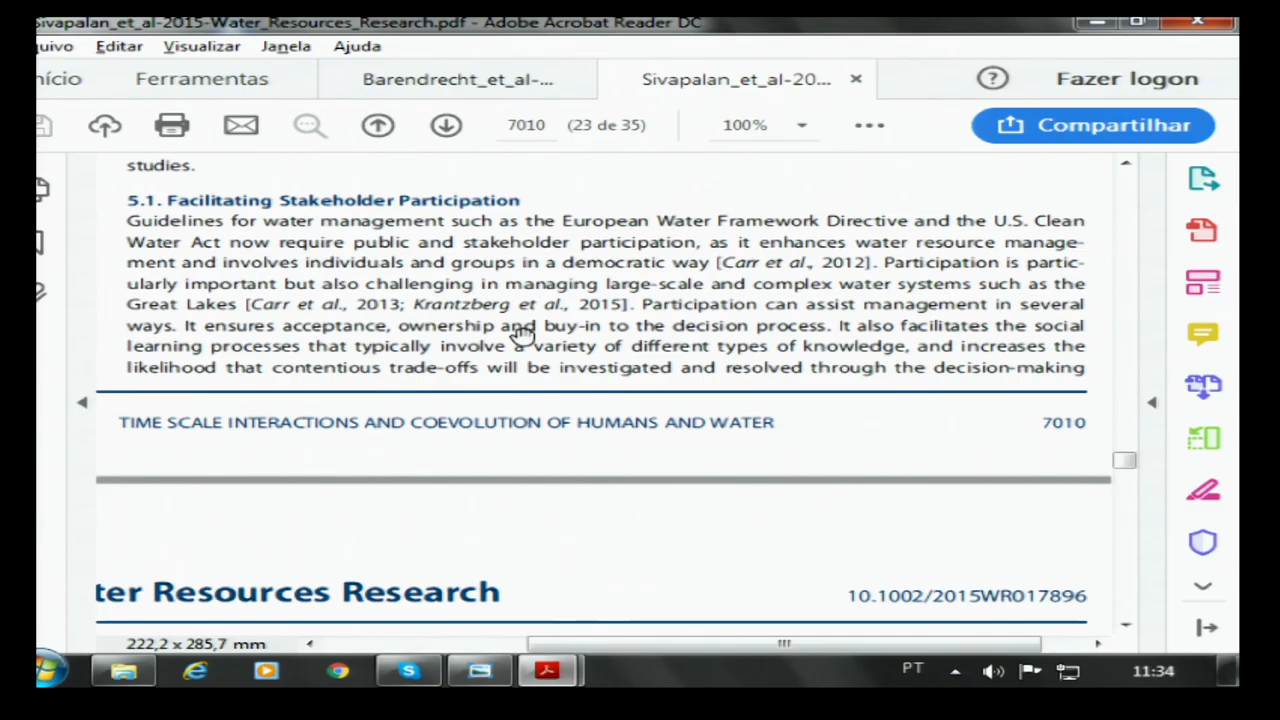 Sivapalan_et_al-2015-Water_Resources_Research.pdf - Adobe Acrobat Reader DC
quivo Editar Visualizar Janela Ajuda
nício Ferramentas Barendrecht_et_al-... Sivapalan_et_al-20... × ? Fazer logon
7010 (23 de 35) 100% Compartilhar
studies.
5.1. Facilitating Stakeholder Participation
Guidelines for water management such as the European Water Framework Directive and the U.S. Clean
Water Act now require public and stakeholder participation, as it enhances water resource manage-
ment and involves individuals and groups in a democratic way [Carr et al., 2012]. Participation is partic-
ularly important but also challenging in managing large-scale and complex water systems such as the
Great Lakes [Carr et al., 2013; Krantzberg et al., 2015]. Participation can assist management in several
ways. It ensures acceptance, ownership and buy-in to the decision process. It also facilitates the social
learning processes that typically involve a variety of different types of knowledge, and increases the
likelihood that contentious trade-offs will be investigated and resolved through the decision-making
TIME SCALE INTERACTIONS AND COEVOLUTION OF HUMANS AND WATER 7010
ter Resources Research 10.1002/2015WR017896
222,2 x 285,7 mm
PT 11:34